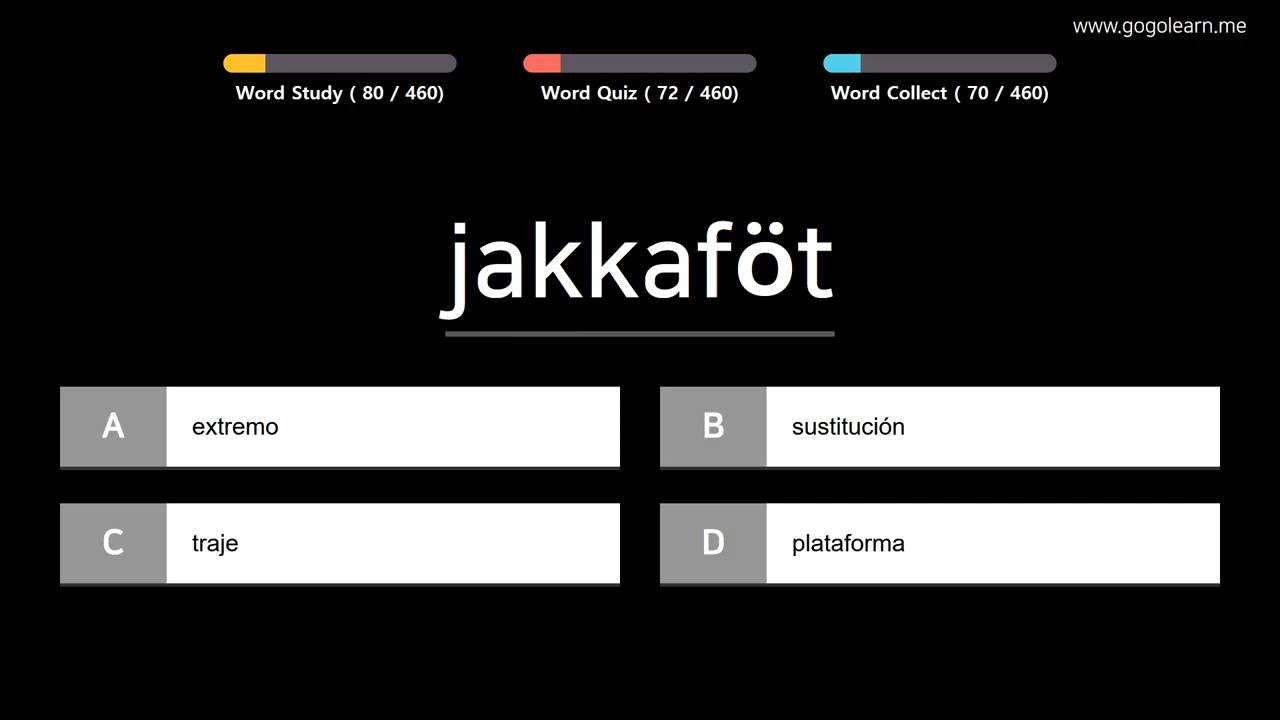 www.gogolearn.me
Word Study ( 80 / 460)
Word Quiz ( 72 / 460)
Word Collect ( 70 / 460)
jakkaföt
A extremo
B sustitución
C traje
D plataforma